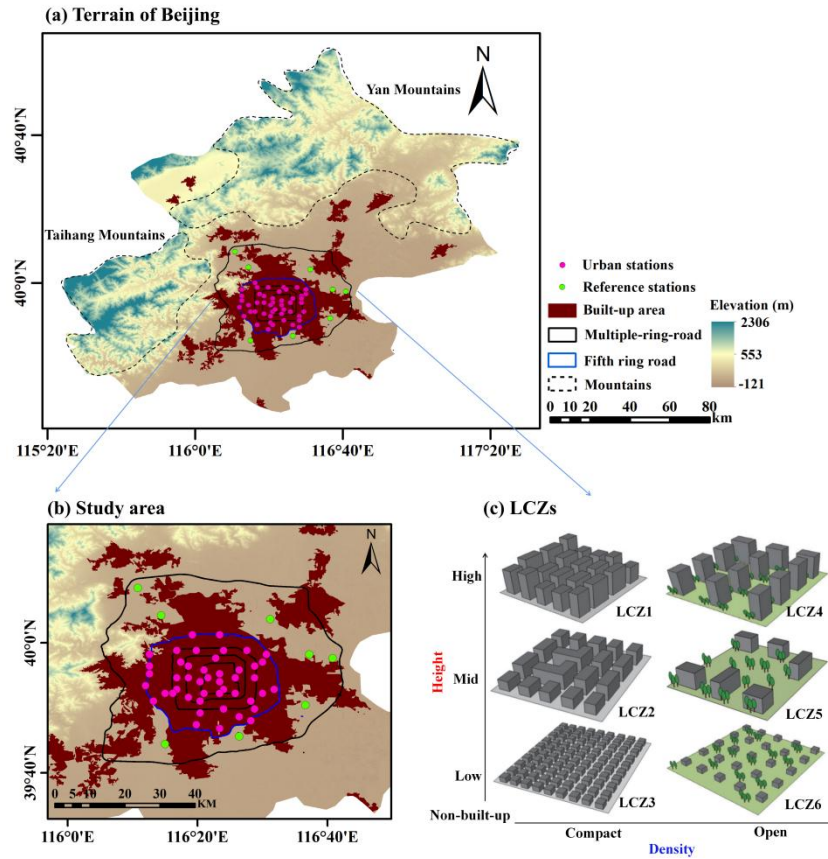 (a) Terrain of Beijing
N
Yan Mountains
40°40'N
Taihang Mountains
40°0'N
Urban stations
Reference stations
Built-up area
Multiple-ring-road
Fifth ring road
Mountains
Elevation (m)
2306
553
-121
0 10 20 40 60 80
km
115°20'E 116°0'E 116°40'E 117°20'E
(b) Study area
N
40°0'N
39°40'N
0 5 10 20 30 40
KM
116°0'E 116°20'E 116°40'E
(c) LCZs
High
LCZ1
LCZ4
Height
Mid
LCZ2
LCZ5
Low
LCZ3
LCZ6
Non-built-up
Compact
Open
Density